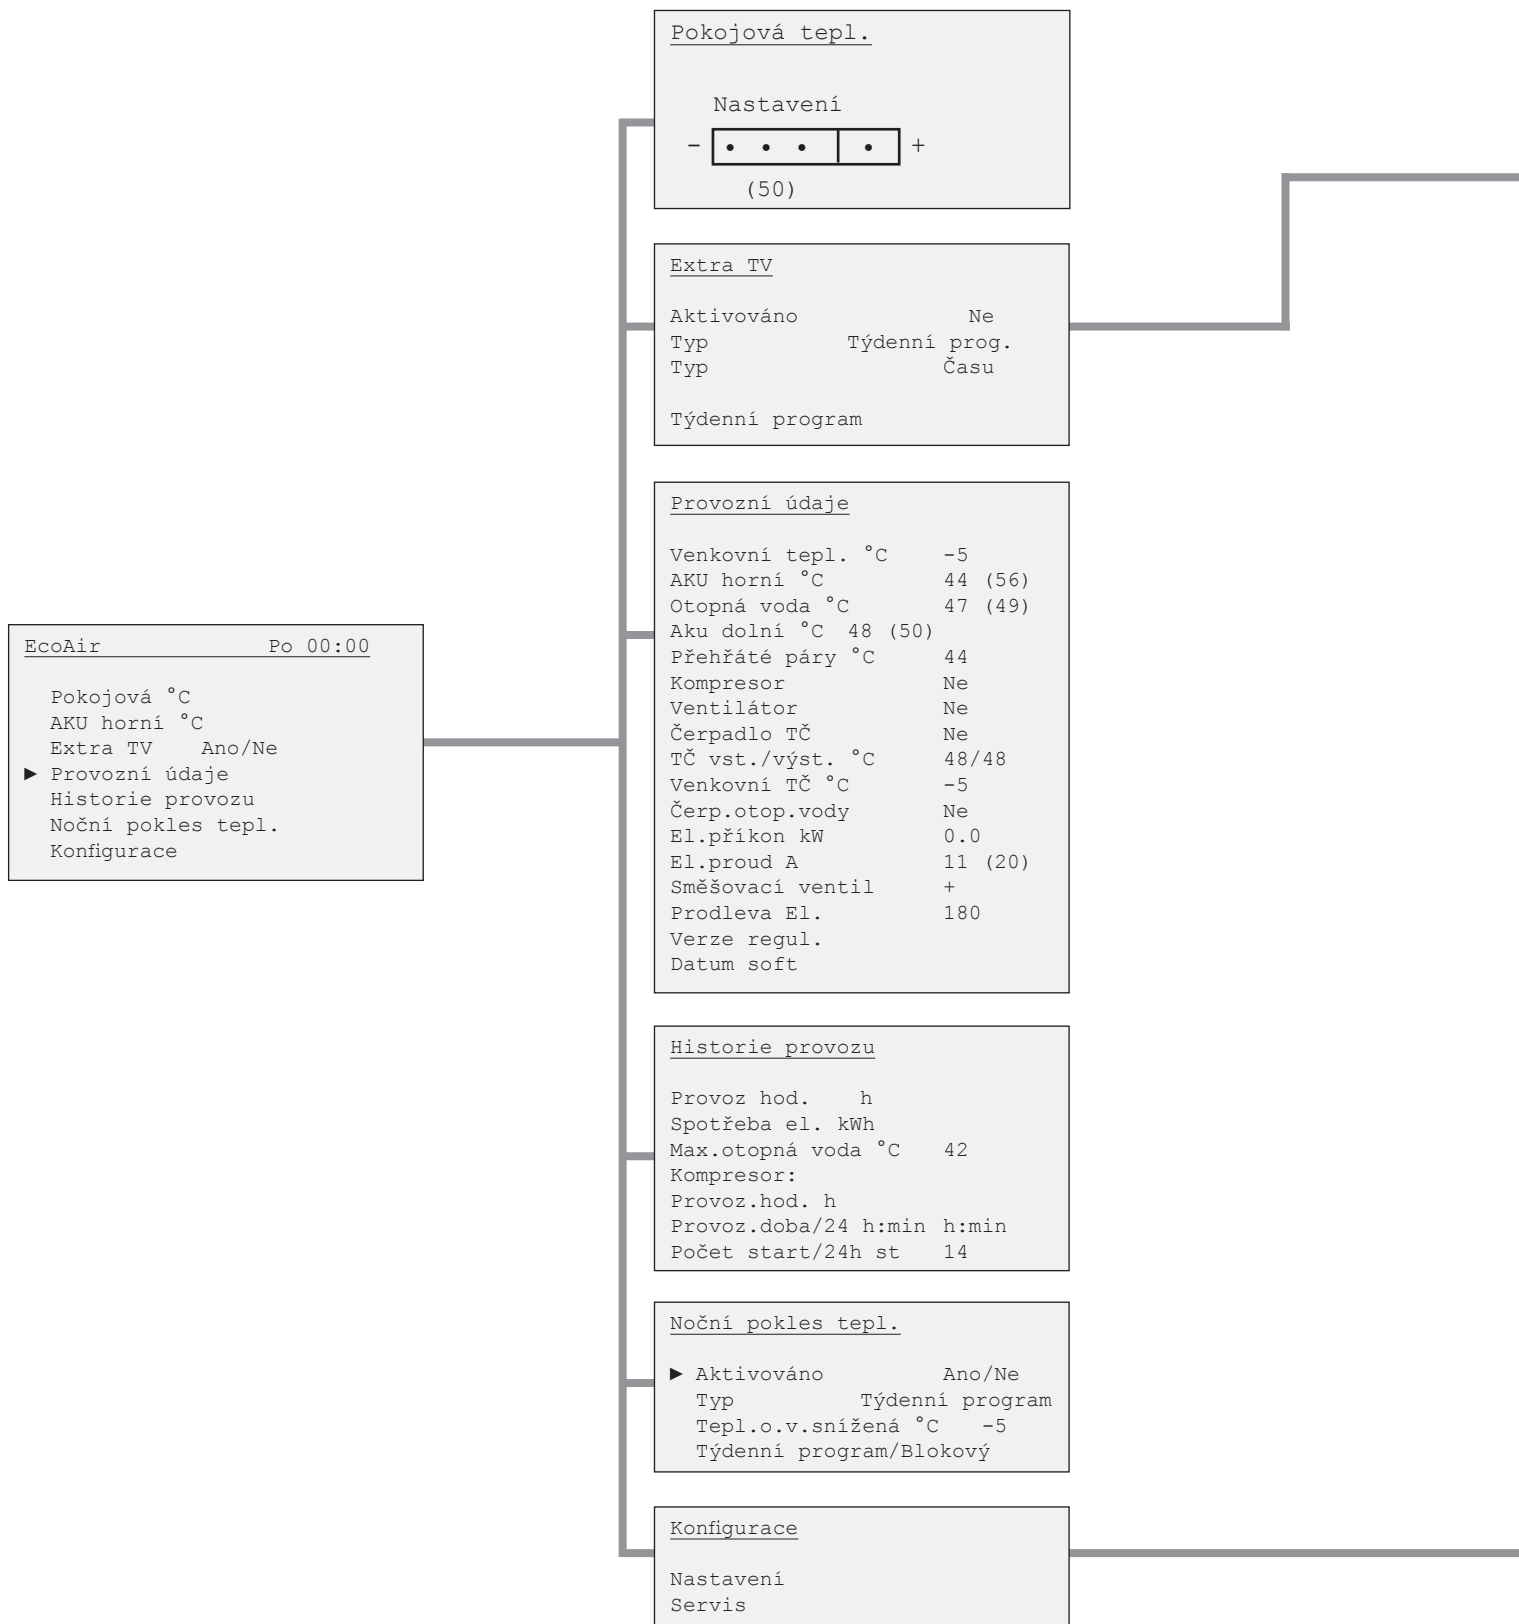 EcoAir Po 00:00
Pokojová °C
AKU horní °C
Extra TV Ano/Ne
► Provozní údaje
Historie provozu
Noční pokles tepl.
Konfigurace
Pokojová tepl.
Nastavení
- • • • • +
(50)
Extra TV
Aktivováno Ne
Typ Týdenní prog.
Typ Času
Týdenní program
Provozní údaje
Venkovní tepl. °C -5
AKU horní °C 44 (56)
Otopná voda °C 47 (49)
Aku dolní °C 48 (50)
Přehřáté páry °C 44
Kompresor Ne
Ventilátor Ne
Čerpadlo TČ Ne
TČ vst./výst. °C 48/48
Venkovní TČ °C -5
Čerp.otop.vody Ne
El.příkon kW 0.0
El.proud A 11 (20)
Směšovací ventil +
Prodleva El. 180
Verze regul.
Datum soft
Historie provozu
Provoz hod. h
Spotřeba el. kWh
Max.otopná voda °C 42
Kompresor:
Provoz.hod. h
Provoz.doba/24 h:min h:min
Počet start/24h st 14
Noční pokles tepl.
► Aktivováno Ano/Ne
Typ Týdenní program
Tepl.o.v.snížená °C -5
Týdenní program/Blokový
Konfigurace
Nastavení
Servis